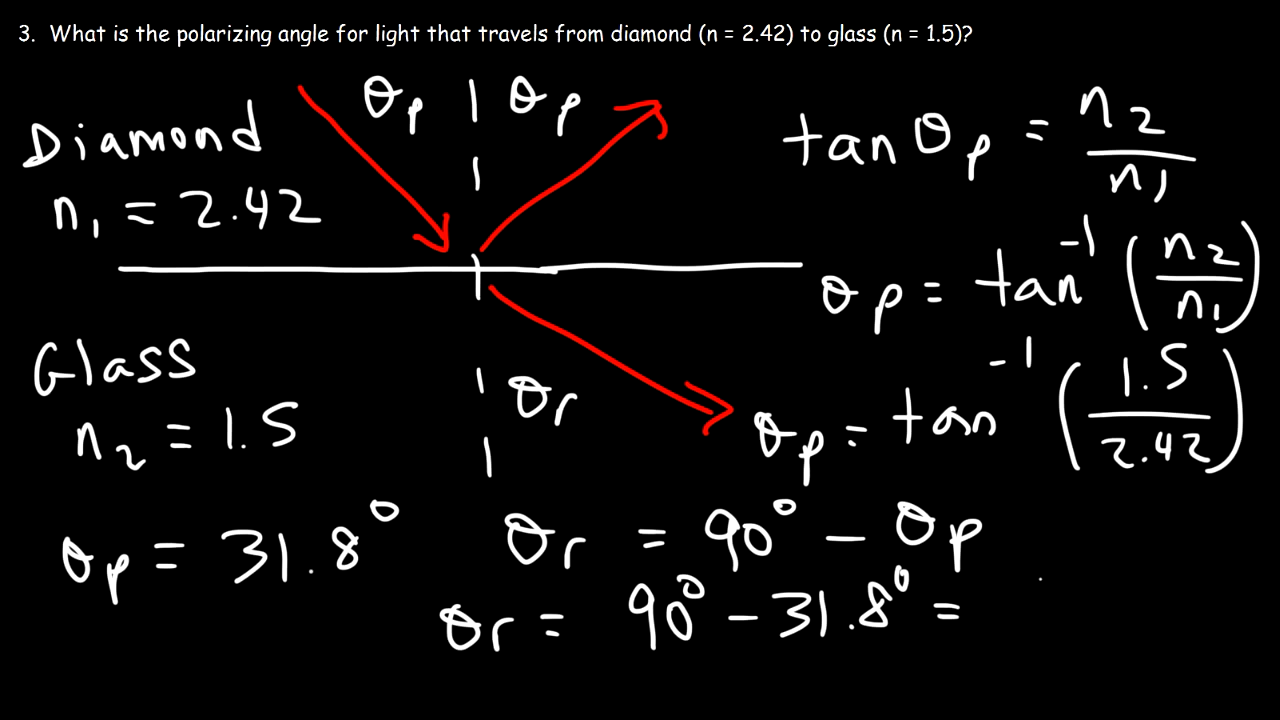 3. What is the polarizing angle for light that travels from diamond (n = 2.42) to glass (n = 1.5)?
θp | θp
Diamond
n₁ = 2.42
tan θp = n₂/n₁
θp = tan⁻¹ (n₂/n₁)
Glass
n₂ = 1.5
θr
θp = tan⁻¹ (1.5/2.42)
θp = 31.8°
θr = 90° − θp
θr = 90° − 31.8° =